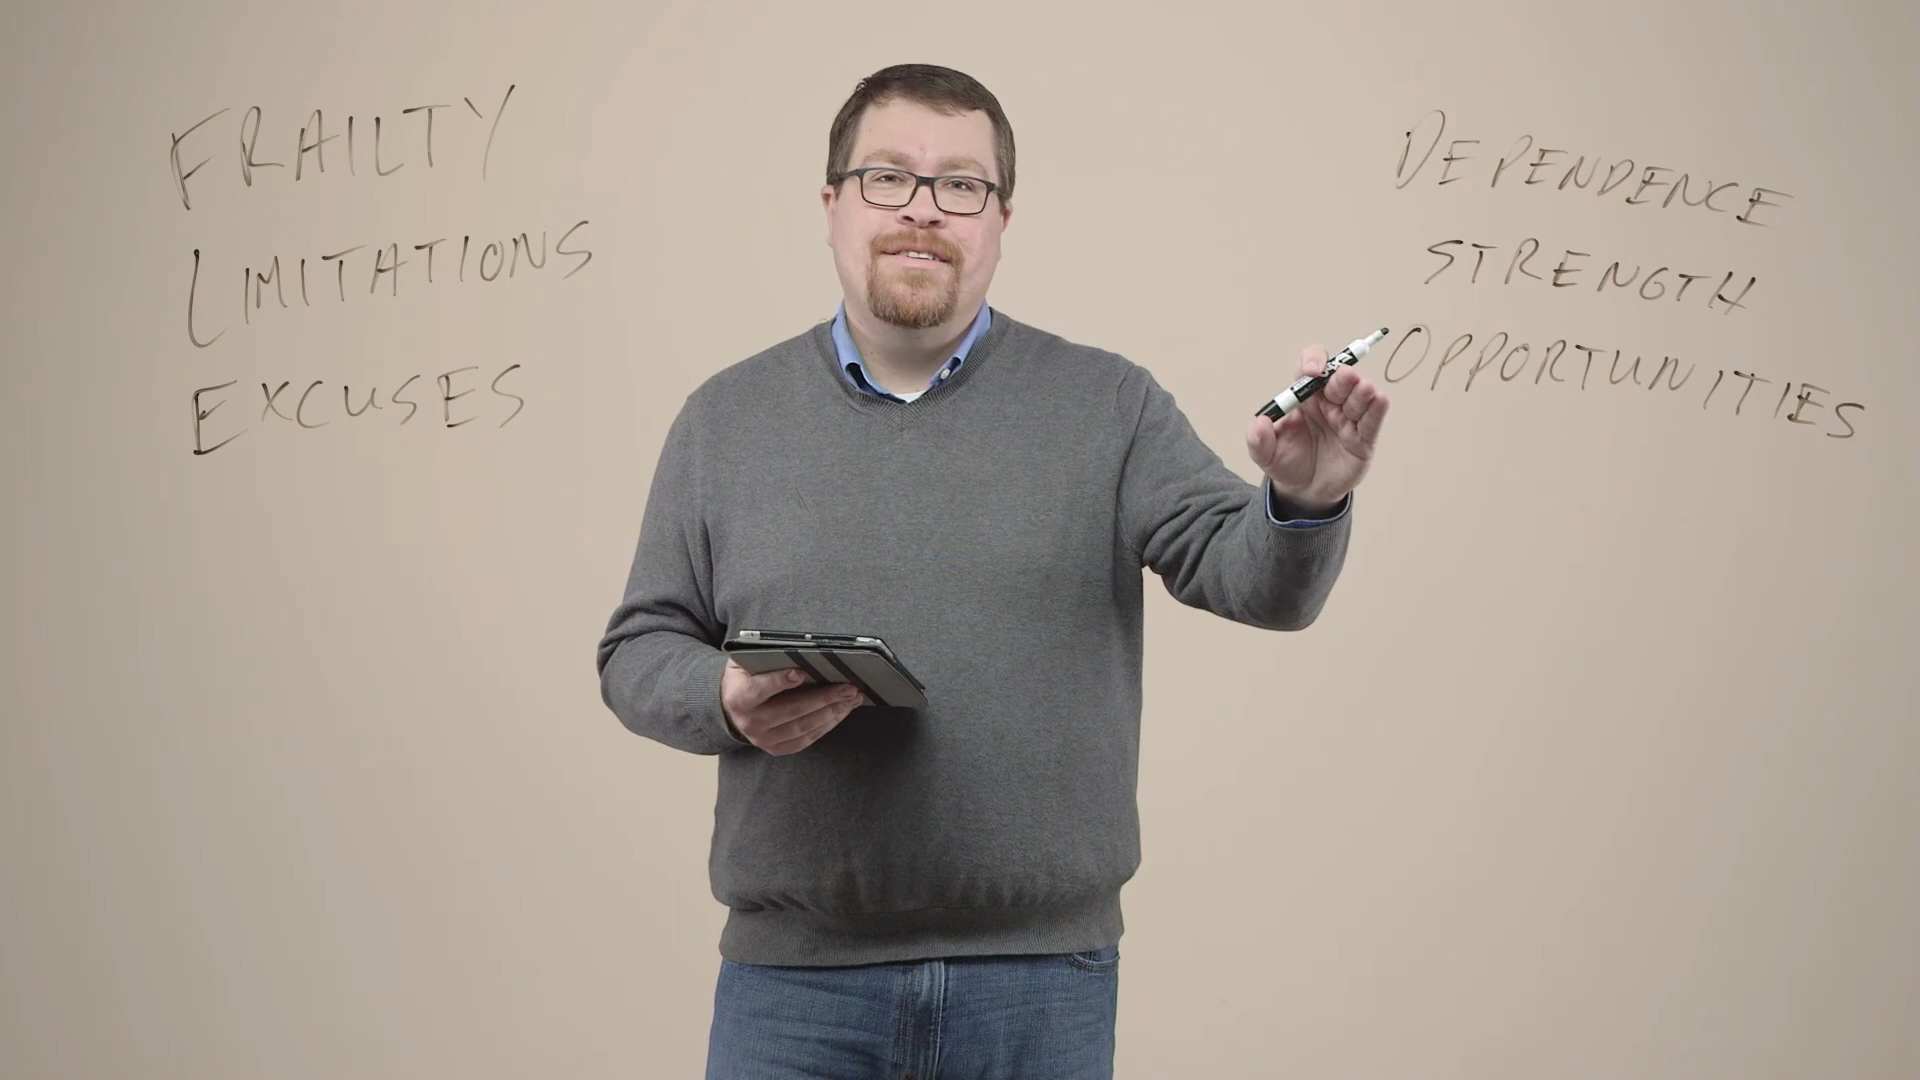 FRAILTY
LIMITATIONS
EXCUSES
DEPENDENCE
STRENGTH
OPPORTUNITIES